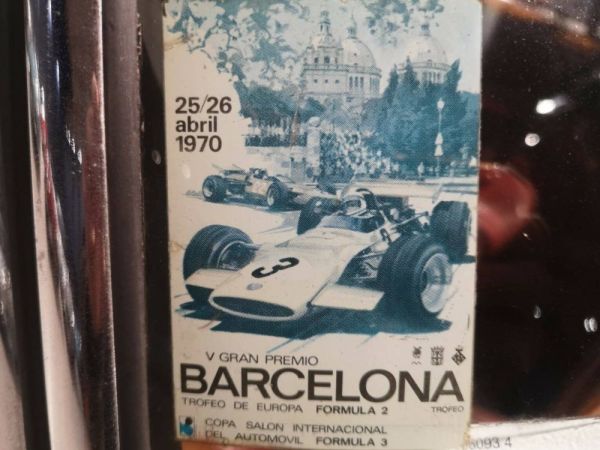 25/26
abril
1970
3
V GRAN PREMIO
BARCELONA
TROFEO DE EUROPA FORMULA 2 TROFEO
COPA SALON INTERNACIONAL
DEL AUTOMOVIL FORMULA 3